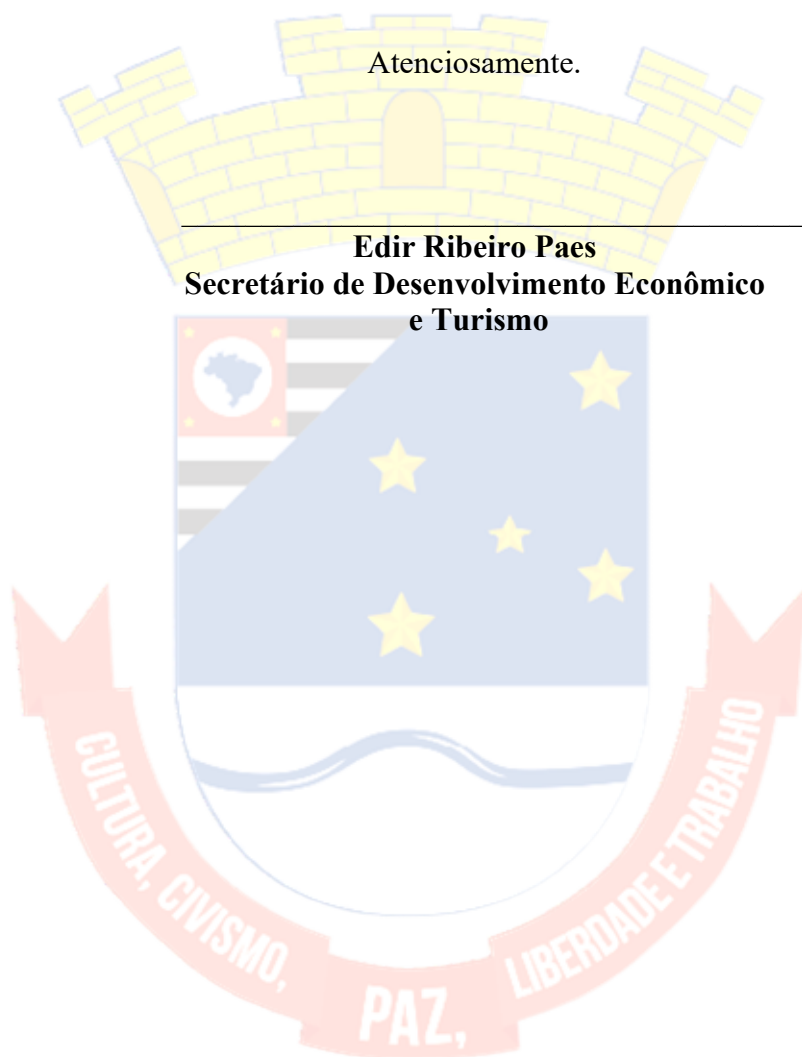 Atenciosamente.
Edir Ribeiro Paes
Secretário de Desenvolvimento Econômico
e Turismo
CULTURA, CIVISMO,
PAZ,
LIBERDADE E TRABALHO